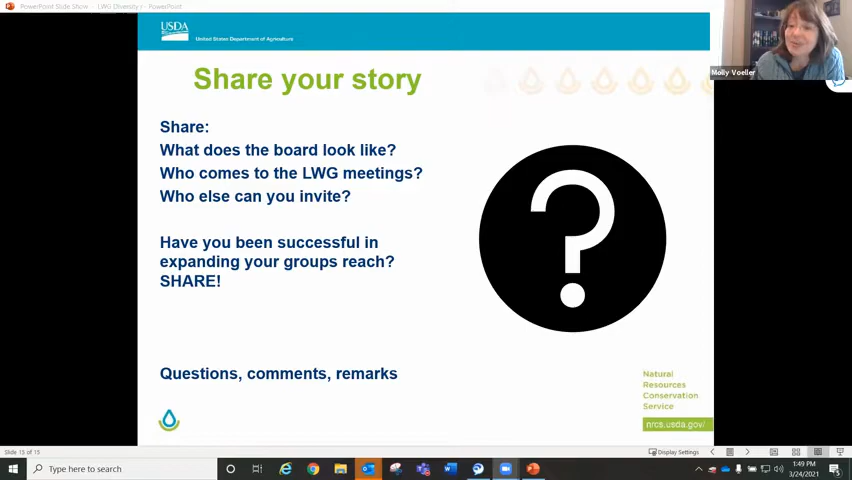 PowerPoint Slide Show - LWG Diversity I - PowerPoint
USDA
United States Department of Agriculture
Molly Voeller
Share your story
Share:
What does the board look like?
Who comes to the LWG meetings?
Who else can you invite?
Have you been successful in
expanding your groups reach?
SHARE!
?
Questions, comments, remarks
Natural
Resources
Conservation
Service
nrcs.usda.gov/
Slide 15 of 15
Display Settings
Type here to search
1:49 PM
3/24/2021